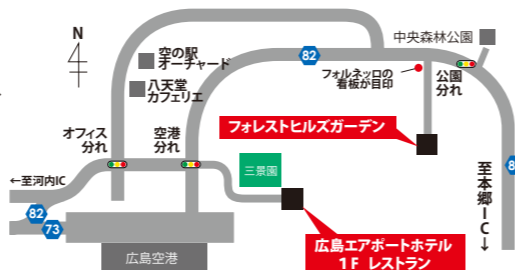 N
空の駅
オーチャード
八天堂
カフェリエ
82
中央森林公園
フォルネッロの
看板が目印
公園
分れ
フォレストヒルズガーデン
オフィス
分れ
空港
分れ
三景園
←至河内IC
82
73
広島空港
広島エアポートホテル
1F レストラン
至本郷IC→
8